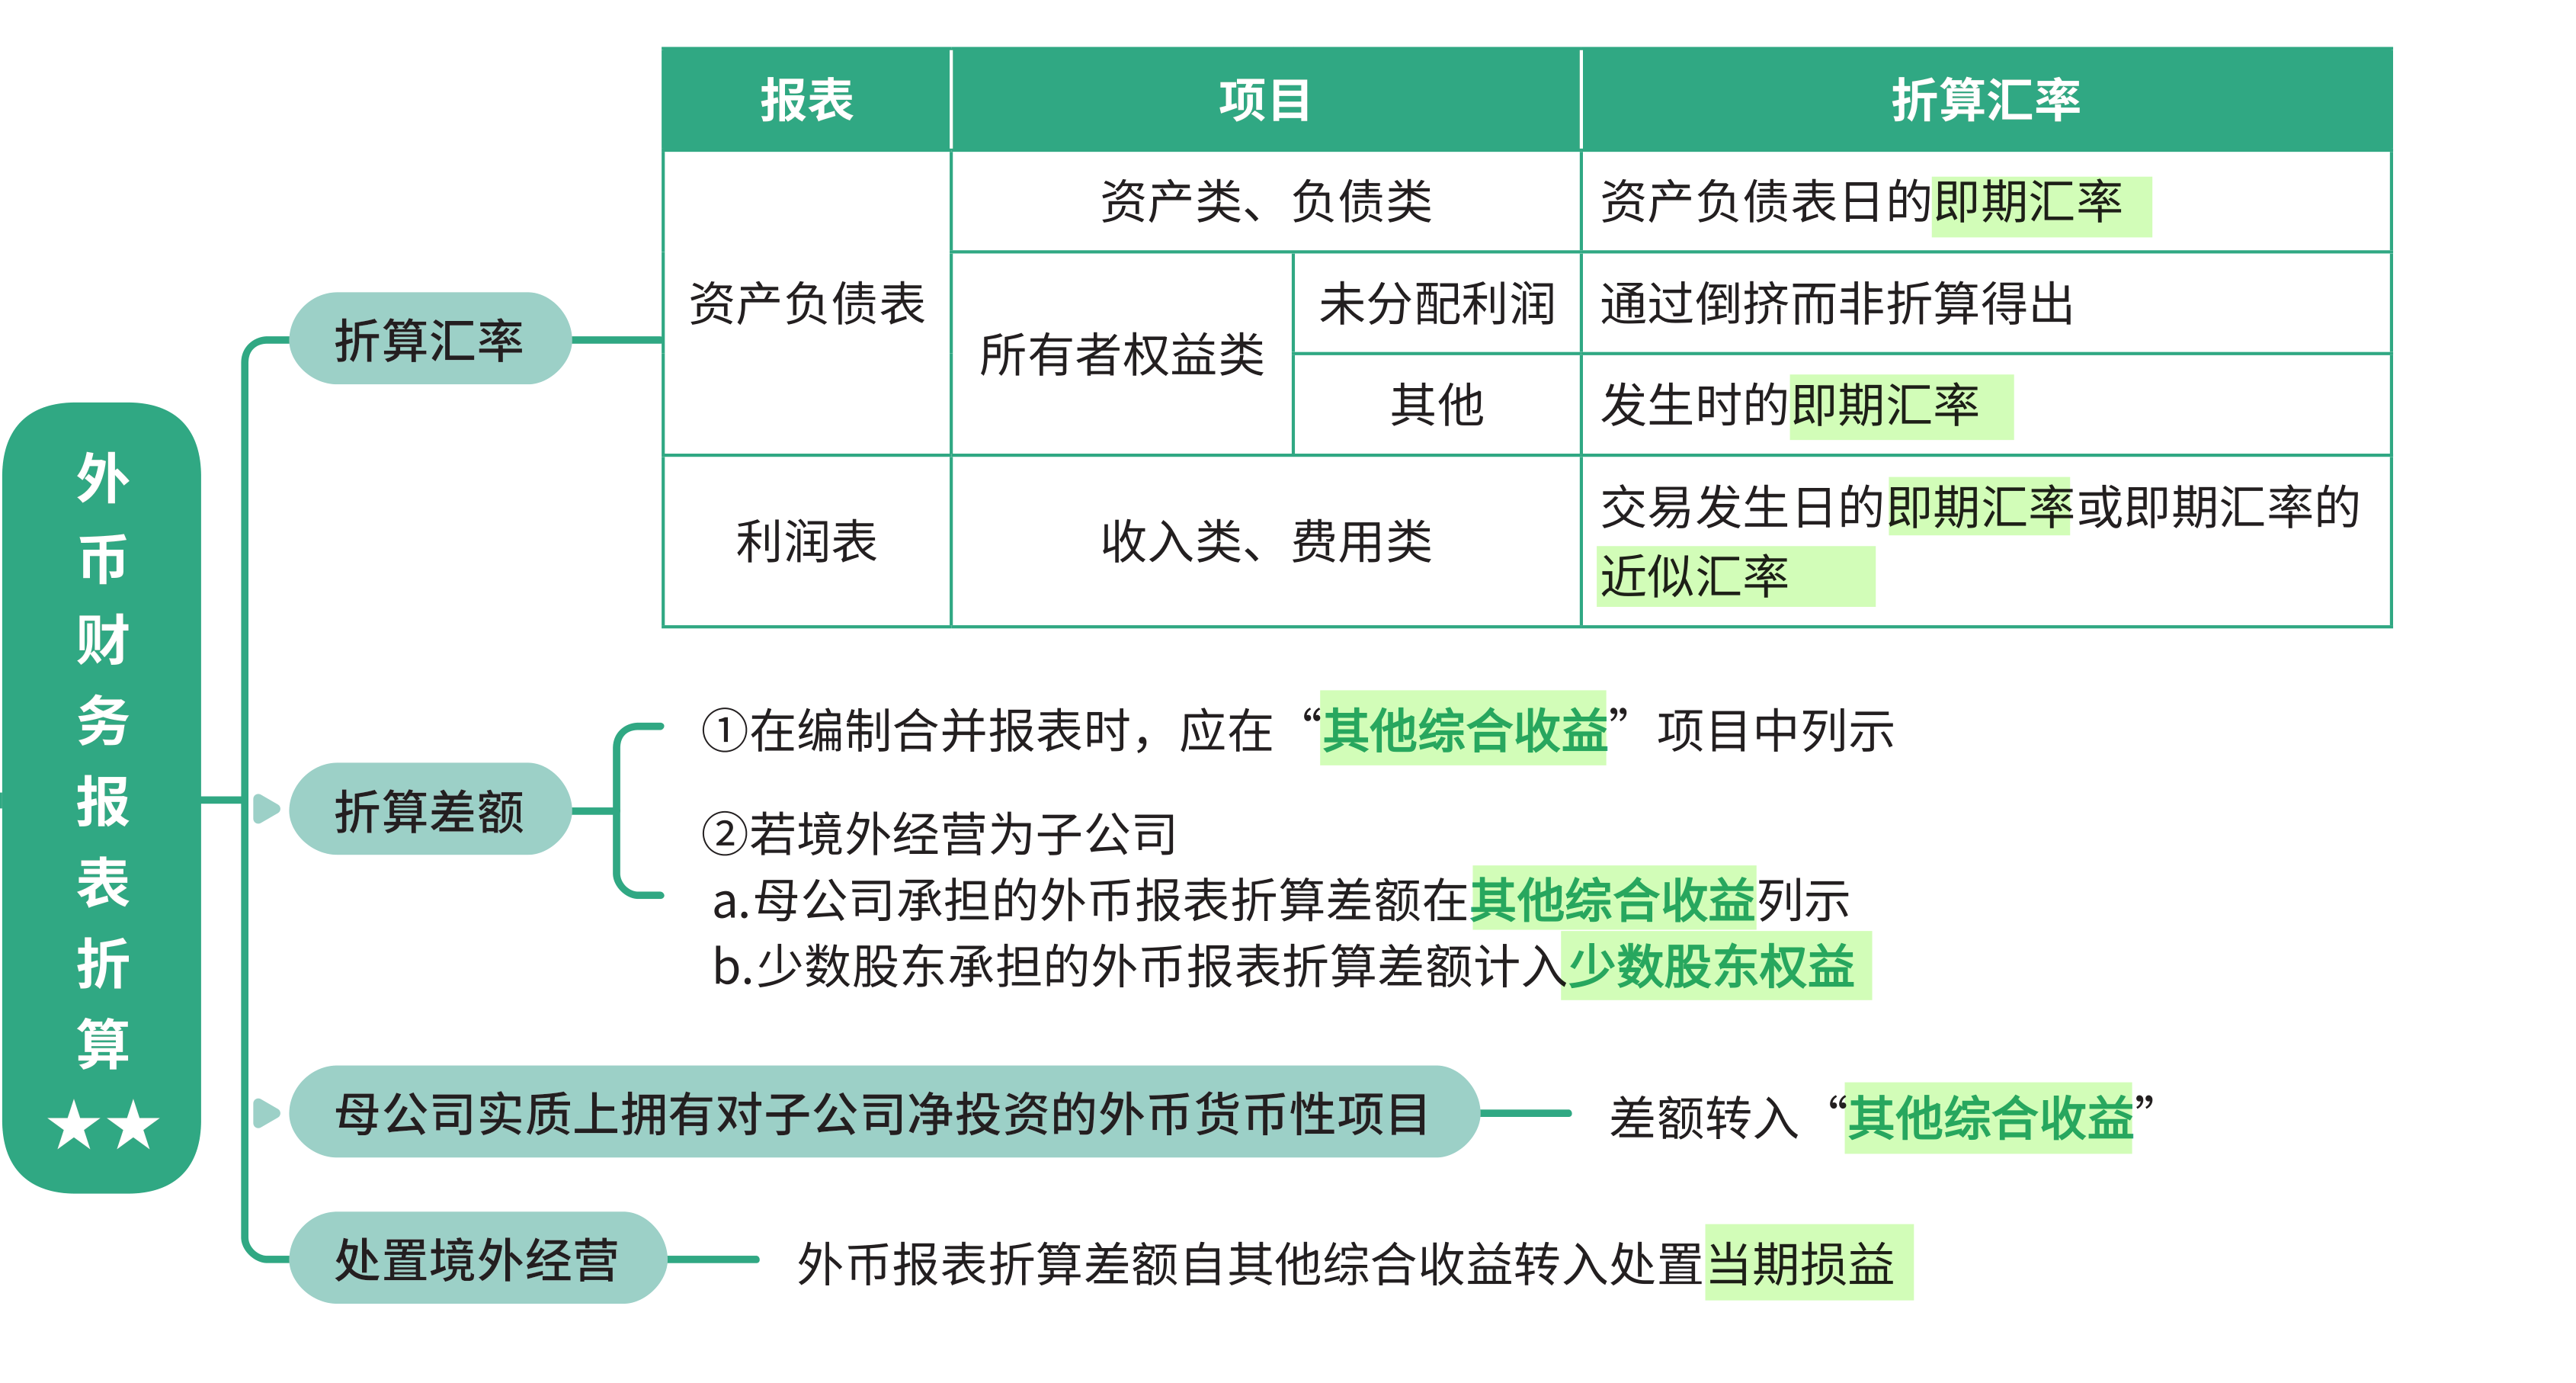 外币财务报表折算★★
折算汇率
报表 项目 折算汇率
资产负债表 资产类、负债类 资产负债表日的即期汇率
所有者权益类 未分配利润 通过倒挤而非折算得出
其他 发生时的即期汇率
利润表 收入类、费用类 交易发生日的即期汇率或即期汇率的
近似汇率
折算差额
①在编制合并报表时，应在“其他综合收益”项目中列示
②若境外经营为子公司
a.母公司承担的外币报表折算差额在其他综合收益列示
b.少数股东承担的外币报表折算差额计入少数股东权益
母公司实质上拥有对子公司净投资的外币货币性项目
差额转入“其他综合收益”
处置境外经营
外币报表折算差额自其他综合收益转入处置当期损益